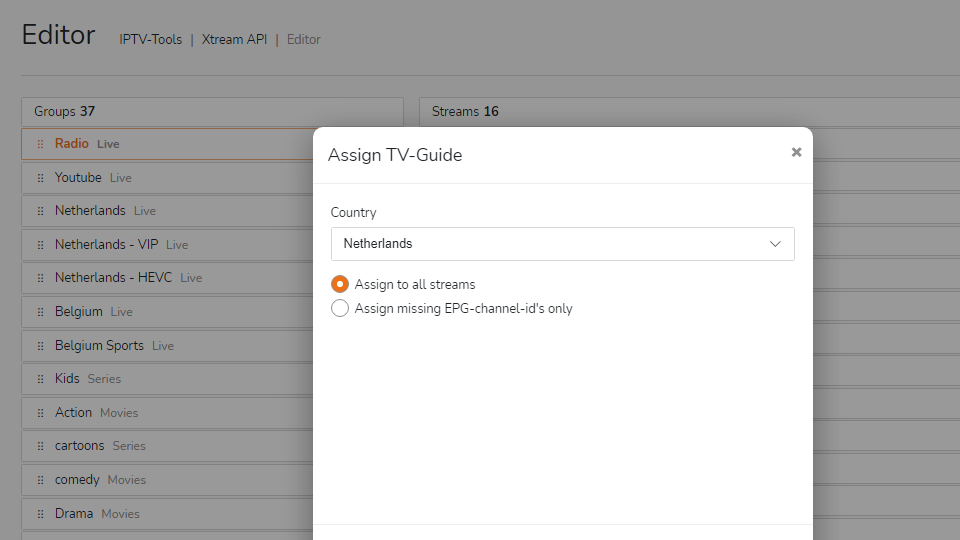 Editor IPTV-Tools | Xtream API | Editor
Groups 37
Streams 16
Radio Live
Youtube Live
Netherlands Live
Netherlands - VIP Live
Netherlands - HEVC Live
Belgium Live
Belgium Sports Live
Kids Series
Action Movies
cartoons Series
comedy Movies
Drama Movies
Assign TV-Guide
Country
Netherlands
Assign to all streams
Assign missing EPG-channel-id's only